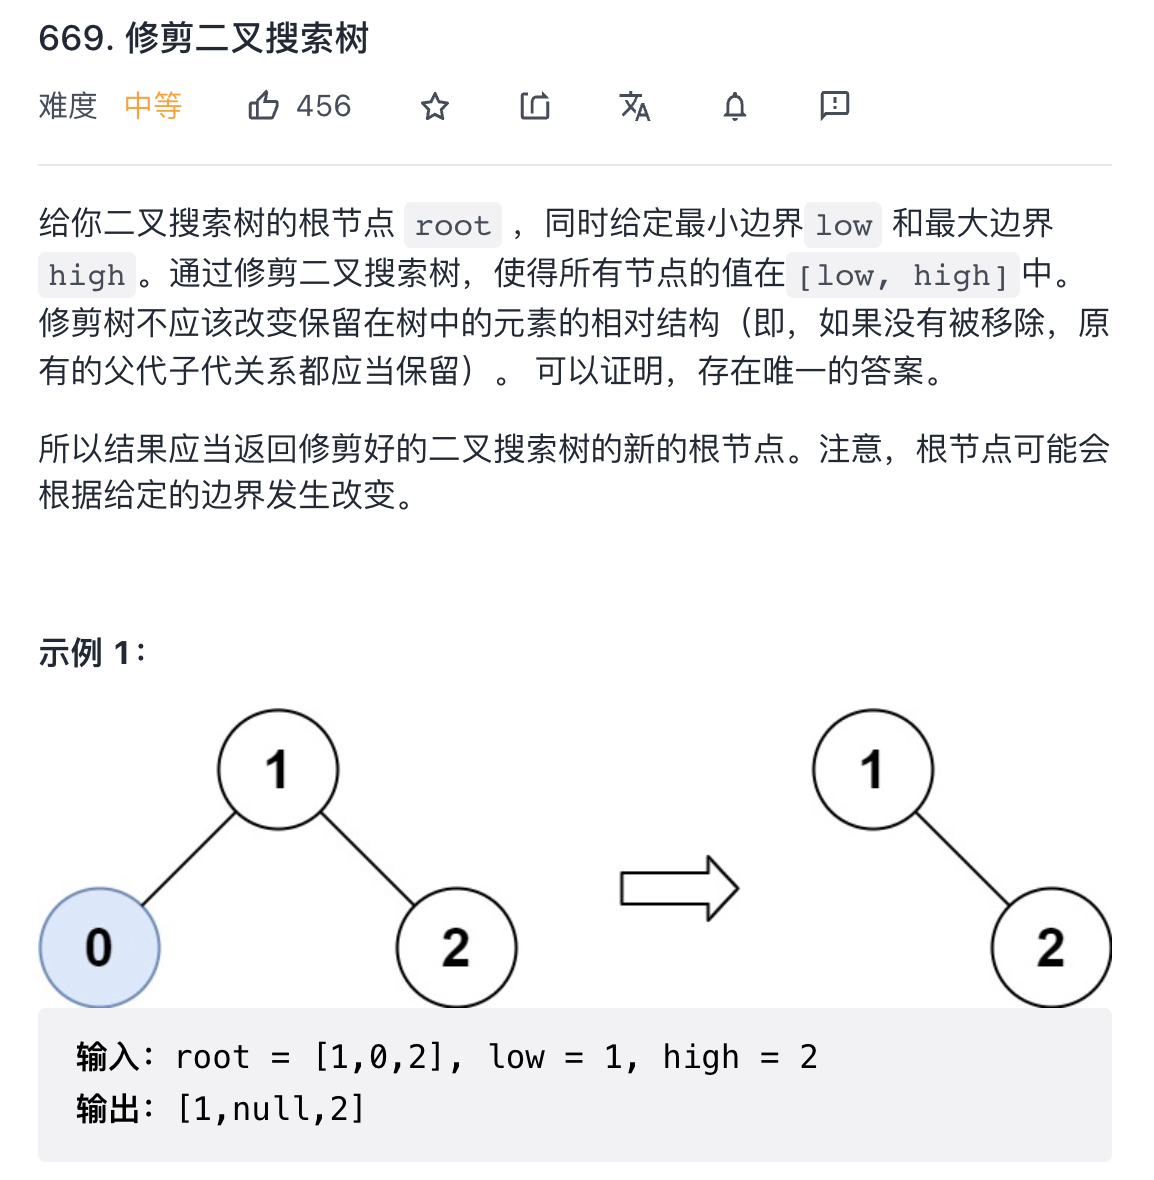 669. 修剪二叉搜索树
难度 中等 456
给你二叉搜索树的根节点 root ，同时给定最小边界low 和最大边界
high。通过修剪二叉搜索树，使得所有节点的值在[low, high]中。
修剪树不应该改变保留在树中的元素的相对结构（即，如果没有被移除，原
有的父代子代关系都应当保留）。 可以证明，存在唯一的答案。
所以结果应当返回修剪好的二叉搜索树的新的根节点。注意，根节点可能会
根据给定的边界发生改变。
示例 1：
1 1
0 2 2
输入：root = [1,0,2], low = 1, high = 2
输出：[1,null,2]